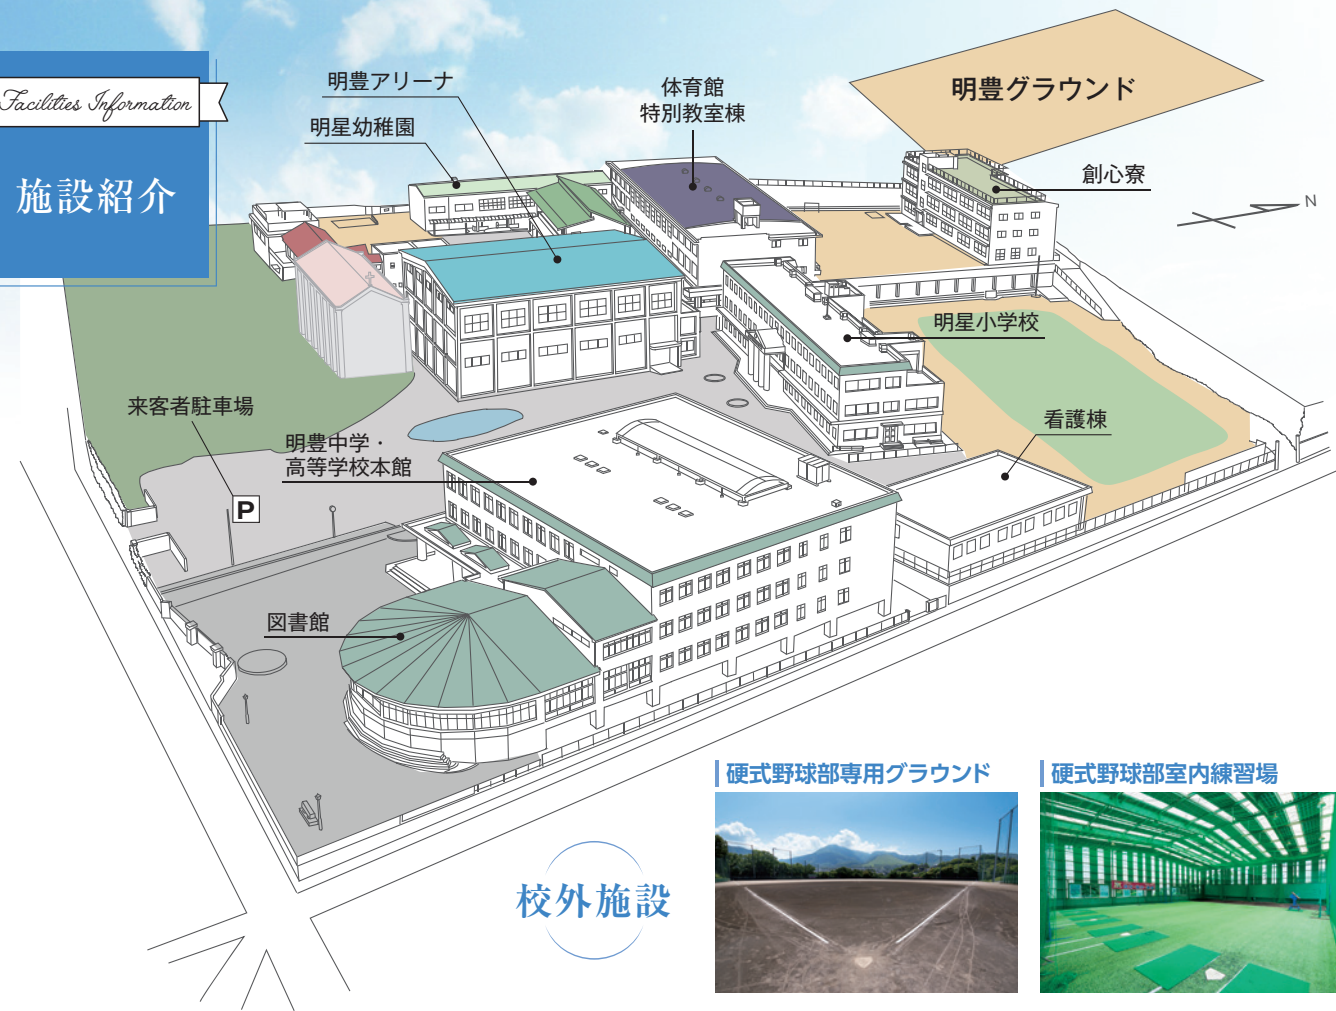 Facilities Information
施設紹介
明豊アリーナ
明星幼稚園
体育館
特別教室棟
明豊グラウンド
創心寮
N
明星小学校
来客者駐車場
P
明豊中学・
高等学校本館
看護棟
図書館
校外施設
硬式野球部専用グラウンド
硬式野球部室内練習場